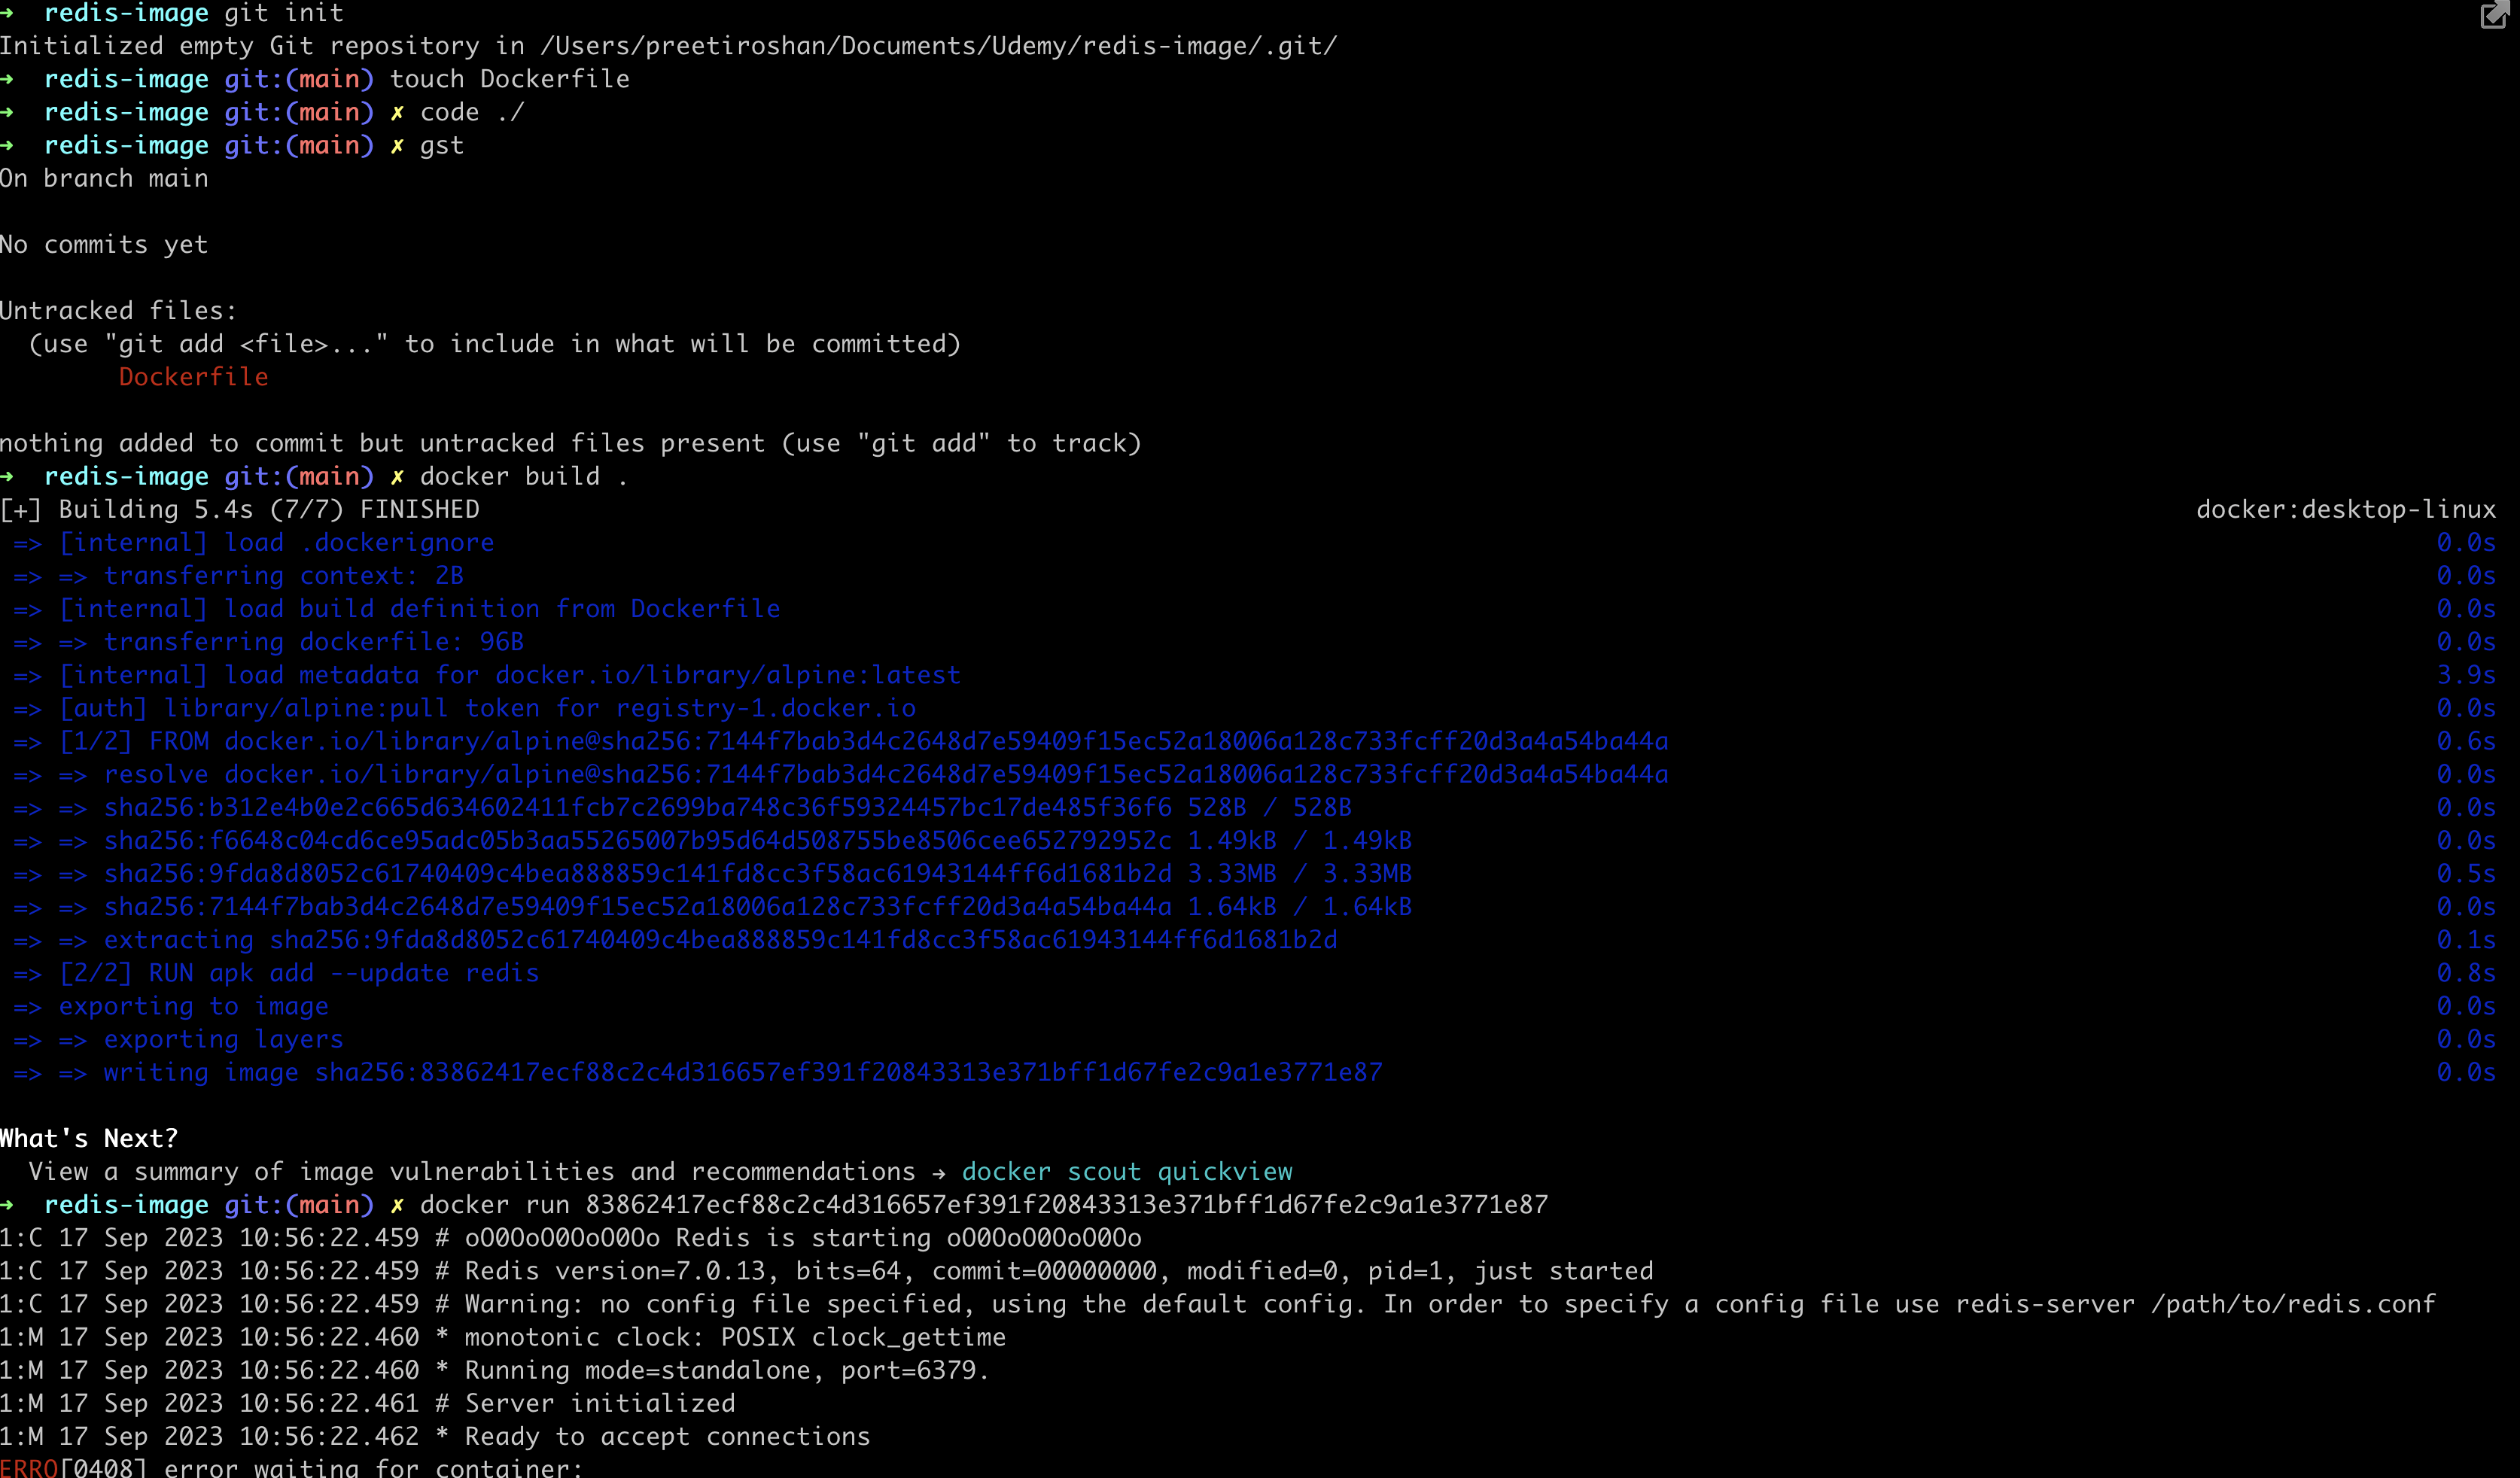 → redis-image git init
Initialized empty Git repository in /Users/preetiroshan/Documents/Udemy/redis-image/.git/
→ redis-image git:(main) touch Dockerfile
→ redis-image git:(main) ✗ code ./
→ redis-image git:(main) ✗ gst
On branch main
No commits yet
Untracked files:
(use "git add <file>..." to include in what will be committed)
Dockerfile
nothing added to commit but untracked files present (use "git add" to track)
→ redis-image git:(main) ✗ docker build .
[+] Building 5.4s (7/7) FINISHED docker:desktop-linux
=> [internal] load .dockerignore 0.0s
=> => transferring context: 2B 0.0s
=> [internal] load build definition from Dockerfile 0.0s
=> => transferring dockerfile: 96B 0.0s
=> [internal] load metadata for docker.io/library/alpine:latest 3.9s
=> [auth] library/alpine:pull token for registry-1.docker.io 0.0s
=> [1/2] FROM docker.io/library/alpine@sha256:7144f7bab3d4c2648d7e59409f15ec52a18006a128c733fcff20d3a4a54ba44a 0.6s
=> => resolve docker.io/library/alpine@sha256:7144f7bab3d4c2648d7e59409f15ec52a18006a128c733fcff20d3a4a54ba44a 0.0s
=> => sha256:b312e4b0e2c665d634602411fcb7c2699ba748c36f59324457bc17de485f36f6 528B / 528B 0.0s
=> => sha256:f6648c04cd6ce95adc05b3aa55265007b95d64d508755be8506cee652792952c 1.49kB / 1.49kB 0.0s
=> => sha256:9fda8d8052c61740409c4bea888859c141fd8cc3f58ac61943144ff6d1681b2d 3.33MB / 3.33MB 0.5s
=> => sha256:7144f7bab3d4c2648d7e59409f15ec52a18006a128c733fcff20d3a4a54ba44a 1.64kB / 1.64kB 0.0s
=> => extracting sha256:9fda8d8052c61740409c4bea888859c141fd8cc3f58ac61943144ff6d1681b2d 0.1s
=> [2/2] RUN apk add --update redis 0.8s
=> exporting to image 0.0s
=> => exporting layers 0.0s
=> => writing image sha256:83862417ecf88c2c4d316657ef391f20843313e371bff1d67fe2c9a1e3771e87 0.0s
What's Next?
View a summary of image vulnerabilities and recommendations → docker scout quickview
→ redis-image git:(main) ✗ docker run 83862417ecf88c2c4d316657ef391f20843313e371bff1d67fe2c9a1e3771e87
1:C 17 Sep 2023 10:56:22.459 # oO0OoO0OoO0Oo Redis is starting oO0OoO0OoO0Oo
1:C 17 Sep 2023 10:56:22.459 # Redis version=7.0.13, bits=64, commit=00000000, modified=0, pid=1, just started
1:C 17 Sep 2023 10:56:22.459 # Warning: no config file specified, using the default config. In order to specify a config file use redis-server /path/to/redis.conf
1:M 17 Sep 2023 10:56:22.460 * monotonic clock: POSIX clock_gettime
1:M 17 Sep 2023 10:56:22.460 * Running mode=standalone, port=6379.
1:M 17 Sep 2023 10:56:22.461 # Server initialized
1:M 17 Sep 2023 10:56:22.462 * Ready to accept connections
ERRO[0408] error waiting for container: